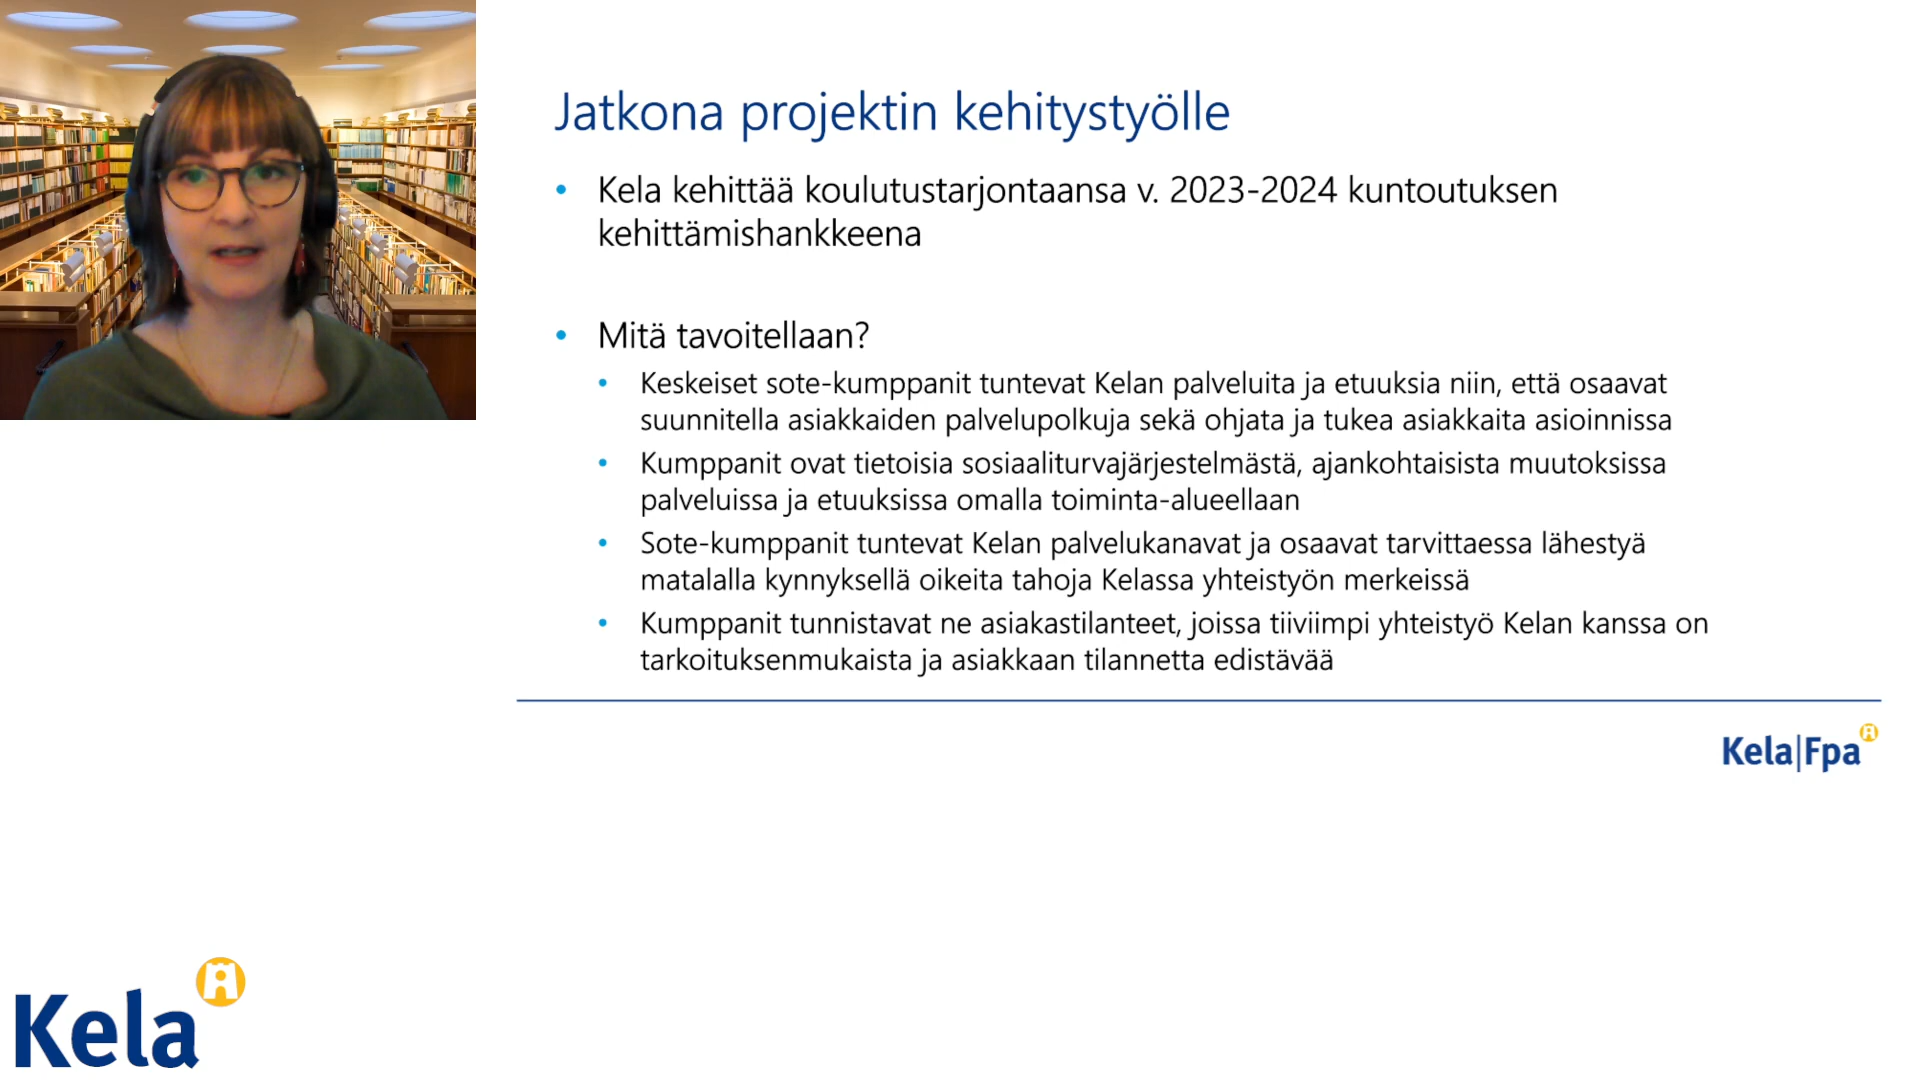 Jatkona projektin kehitystyölle
• Kela kehittää koulutustarjontaansa v. 2023-2024 kuntoutuksen
kehittämishankkeena
• Mitä tavoitellaan?
• Keskeiset sote-kumppanit tuntevat Kelan palveluita ja etuuksia niin, että osaavat
suunnitella asiakkaiden palvelupolkuja sekä ohjata ja tukea asiakkaita asioinnissa
• Kumppanit ovat tietoisia sosiaaliturvajärjestelmästä, ajankohtaisista muutoksissa
palveluissa ja etuuksissa omalla toiminta-alueellaan
• Sote-kumppanit tuntevat Kelan palvelukanavat ja osaavat tarvittaessa lähestyä
matalalla kynnyksellä oikeita tahoja Kelassa yhteistyön merkeissä
• Kumppanit tunnistavat ne asiakastilanteet, joissa tiiviimpi yhteistyö Kelan kanssa on
tarkoituksenmukaista ja asiakkaan tilannetta edistävää
Kela|Fpa
Kela